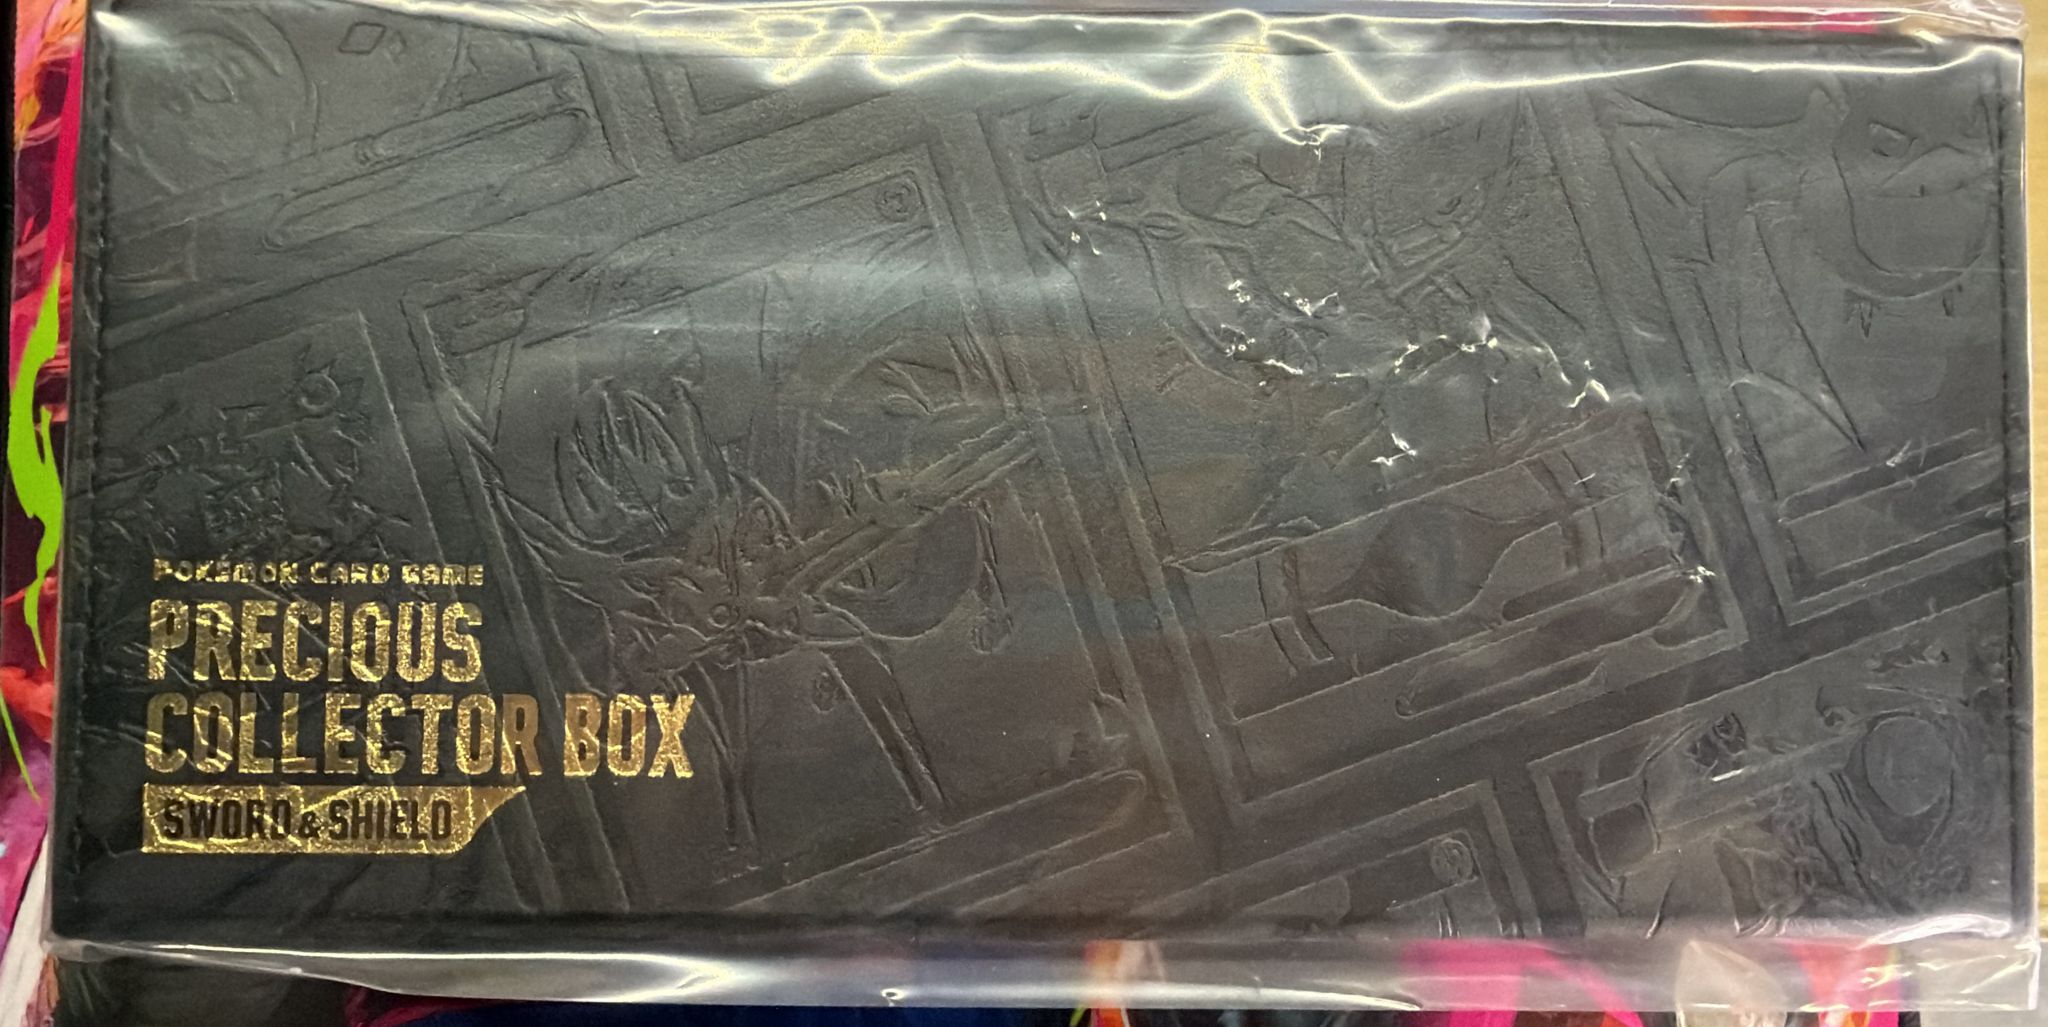 POKÉMON CARD GAME
PRECIOUS
COLLECTOR BOX
SWORD & SHIELD